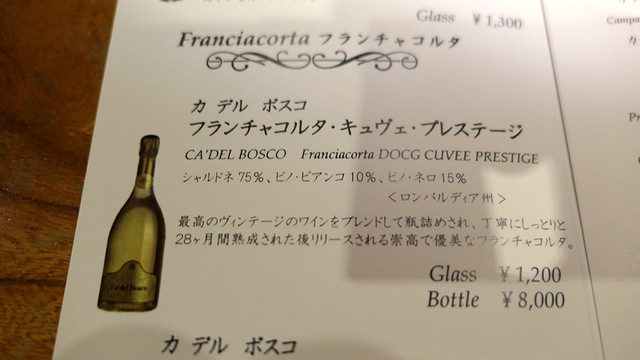 Glass ¥1,300
Franciacorta フランチャコルタ
カ デル ボスコ
フランチャコルタ・キュヴェ・プレステージ
CA'DEL BOSCO Franciacorta DOCG CUVEE PRESTIGE
シャルドネ 75%、ピノ・ビアンコ 10%、ピノ・ネロ 15%
<ロンバルディア州>
最高のヴィンテージのワインをブレンドして瓶詰めされ、丁寧にしっとりと
28ヶ月間熟成された後リリースされる崇高で優美なフランチャコルタ。
Glass ¥1,200
Bottle ¥8,000
Ca'del Bosco
カ デル ボスコ
Campa
カ
Pr